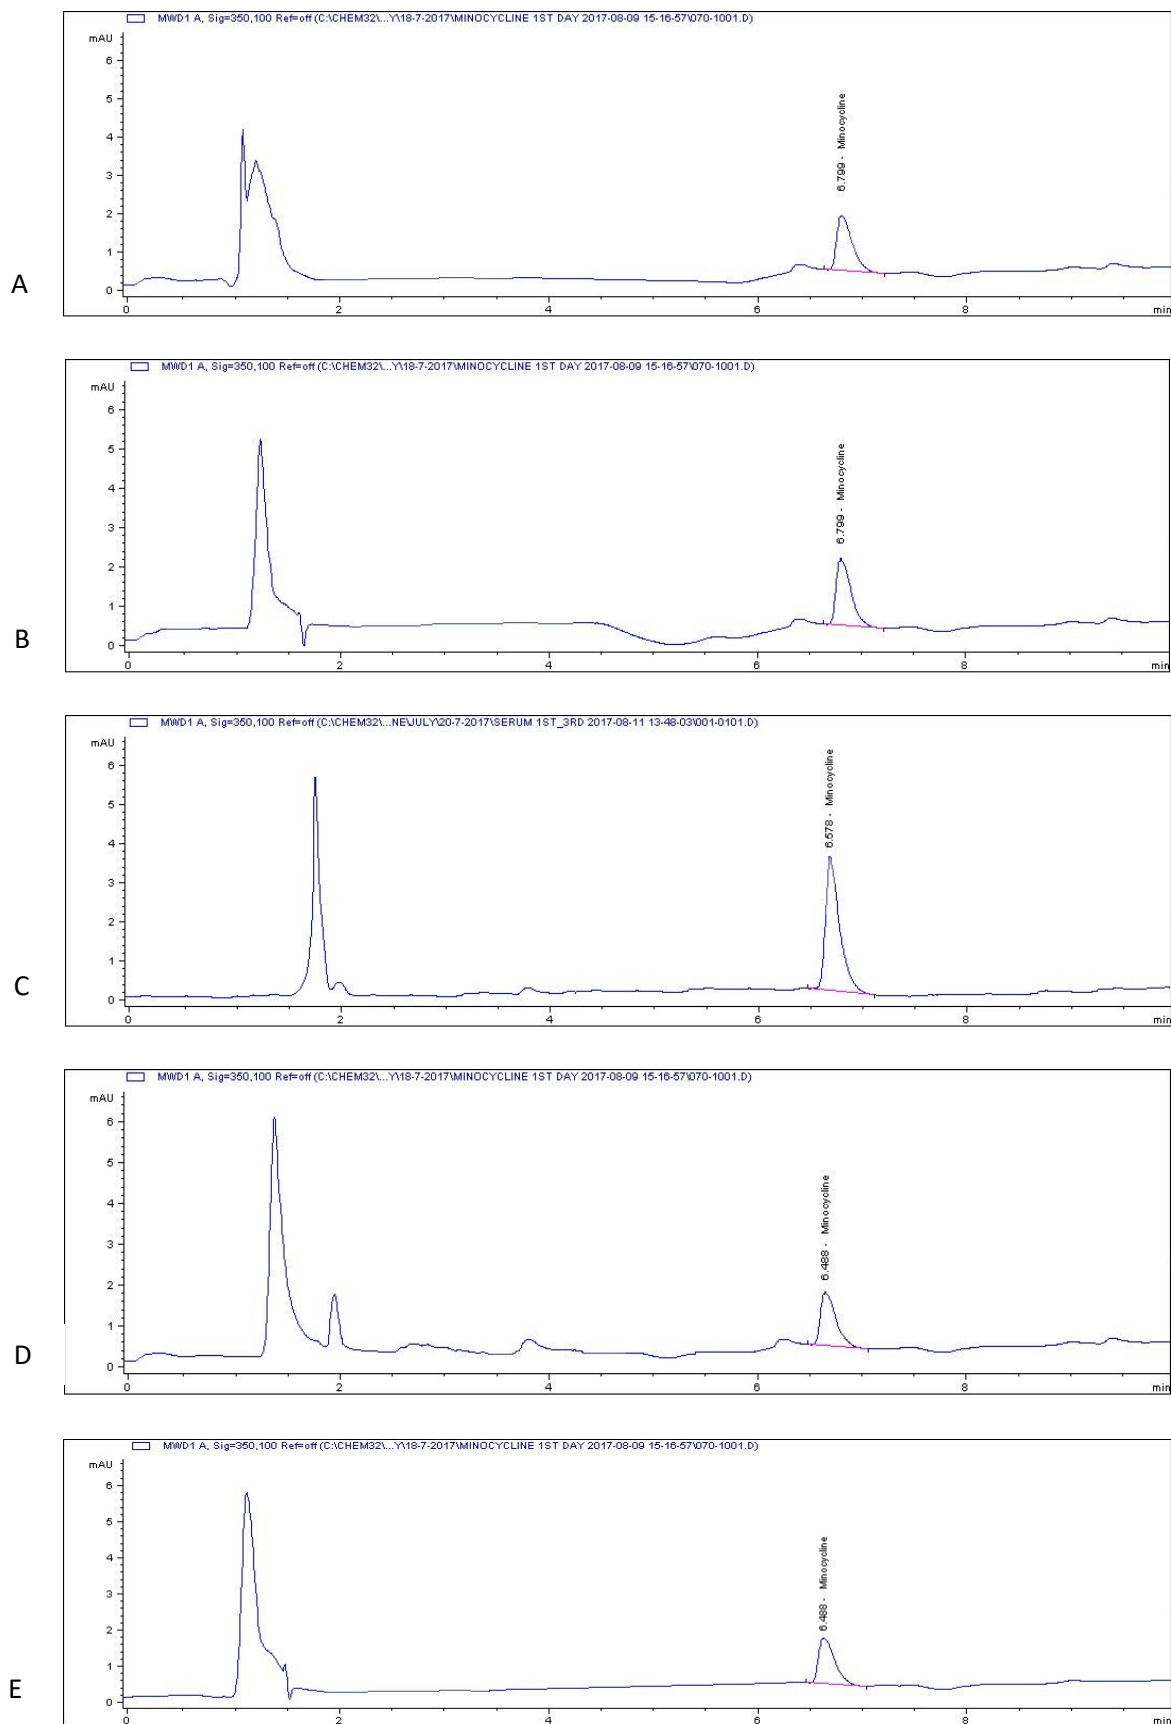 MWD1 A, Sig=350,100 Ref=off (C:\CHEM32\...Y\18-7-2017\MINOCYCLINE 1ST DAY 2017-08-09 15-16-57\070-1001.D)
mAU
6
5
4
3
2
1
0
6.799 - Minocycline
A
0 2 4 6 8 min
MWD1 A, Sig=350,100 Ref=off (C:\CHEM32\...Y\18-7-2017\MINOCYCLINE 1ST DAY 2017-08-09 15-16-57\070-1001.D)
mAU
6
5
4
3
2
1
0
6.799 - Minocycline
B
0 2 4 6 8 min
MWD1 A, Sig=350,100 Ref=off (C:\CHEM32\...NE\JULY\20-7-2017\SERUM 1ST_3RD 2017-08-11 13-48-03\001-0101.D)
mAU
6
5
4
3
2
1
0
6.578 - Minocycline
C
0 2 4 6 8 min
MWD1 A, Sig=350,100 Ref=off (C:\CHEM32\...Y\18-7-2017\MINOCYCLINE 1ST DAY 2017-08-09 15-16-57\070-1001.D)
mAU
6
5
4
3
2
1
0
6.488 - Minocycline
D
0 2 4 6 8 min
MWD1 A, Sig=350,100 Ref=off (C:\CHEM32\...Y\18-7-2017\MINOCYCLINE 1ST DAY 2017-08-09 15-16-57\070-1001.D)
mAU
6
5
4
3
2
1
0
6.488 - Minocycline
E
0 2 4 6 8 min